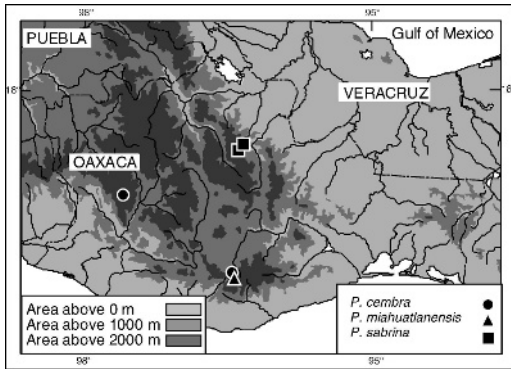 98°
95°
PUEBLA
Gulf of Mexico
18°
VERACRUZ
OAXACA
Area above 0 m
Area above 1000 m
Area above 2000 m
P. cembra
P. miahuatlanensis
P. sabrina
98°
95°